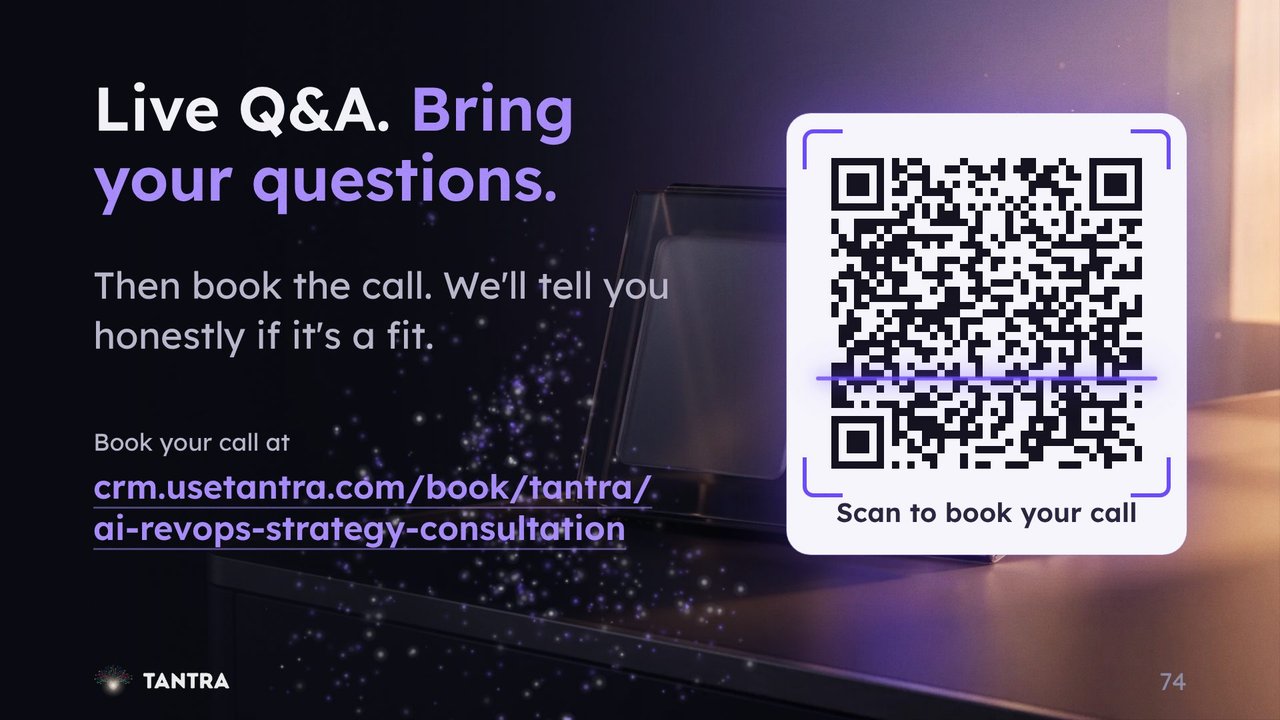 Live Q&A. Bring
your questions.
Then book the call. We'll tell you
honestly if it's a fit.
Book your call at
crm.usetantra.com/book/tantra/
ai-revops-strategy-consultation
Scan to book your call
TANTRA
74